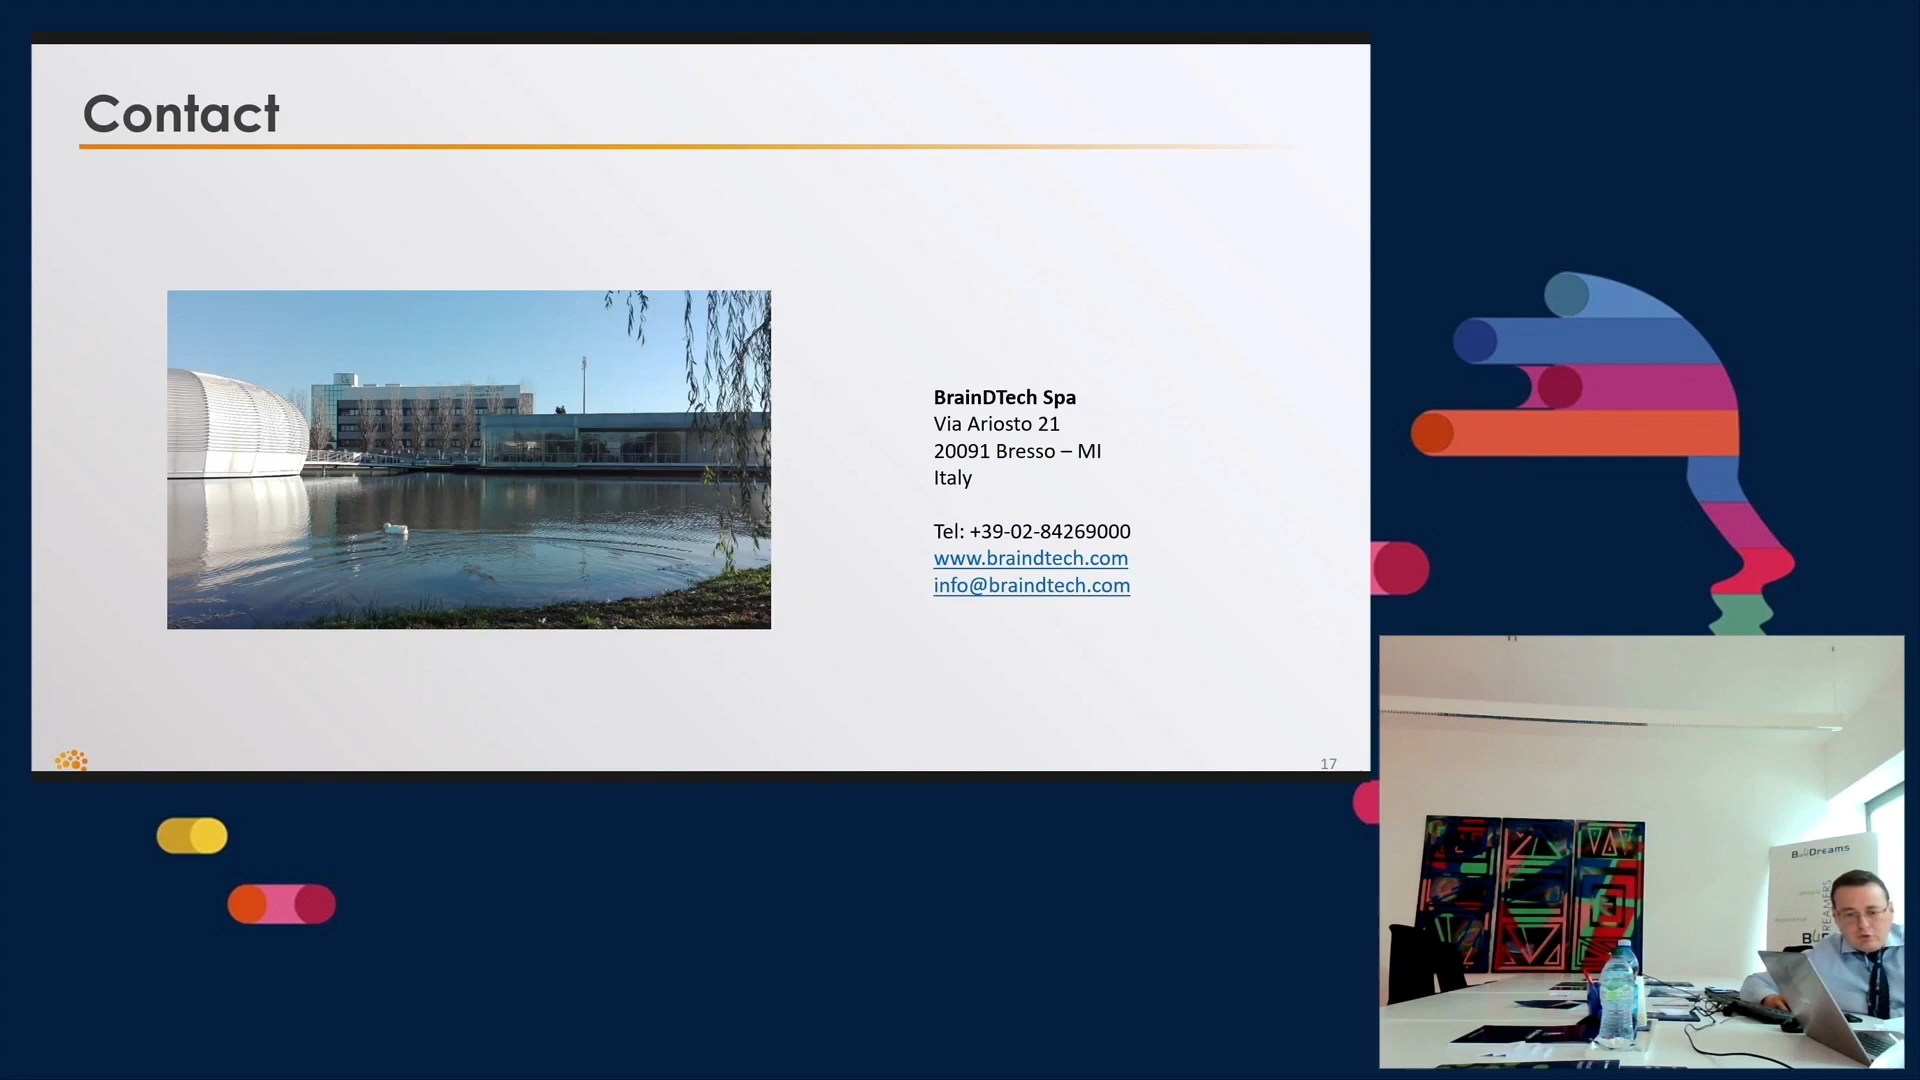 Contact
BrainDTech Spa
Via Ariosto 21
20091 Bresso – MI
Italy
Tel: +39-02-84269000
www.braindtech.com
info@braindtech.com
17